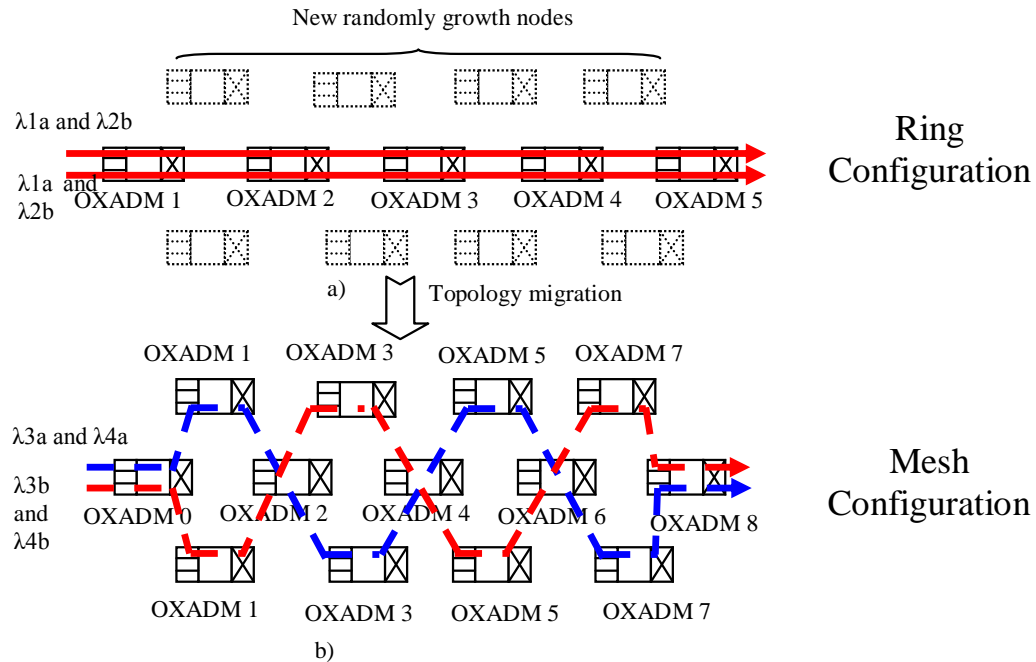 New randomly growth nodes
λ1a and λ2b
λ1a and
λ2b
OXADM 1
OXADM 2
OXADM 3
OXADM 4
OXADM 5
Ring
Configuration
a)
Topology migration
OXADM 1
OXADM 3
OXADM 5
OXADM 7
λ3a and λ4a
λ3b
and
λ4b
OXADM 0
OXADM 2
OXADM 4
OXADM 6
OXADM 8
Mesh
Configuration
OXADM 1
OXADM 3
OXADM 5
OXADM 7
b)